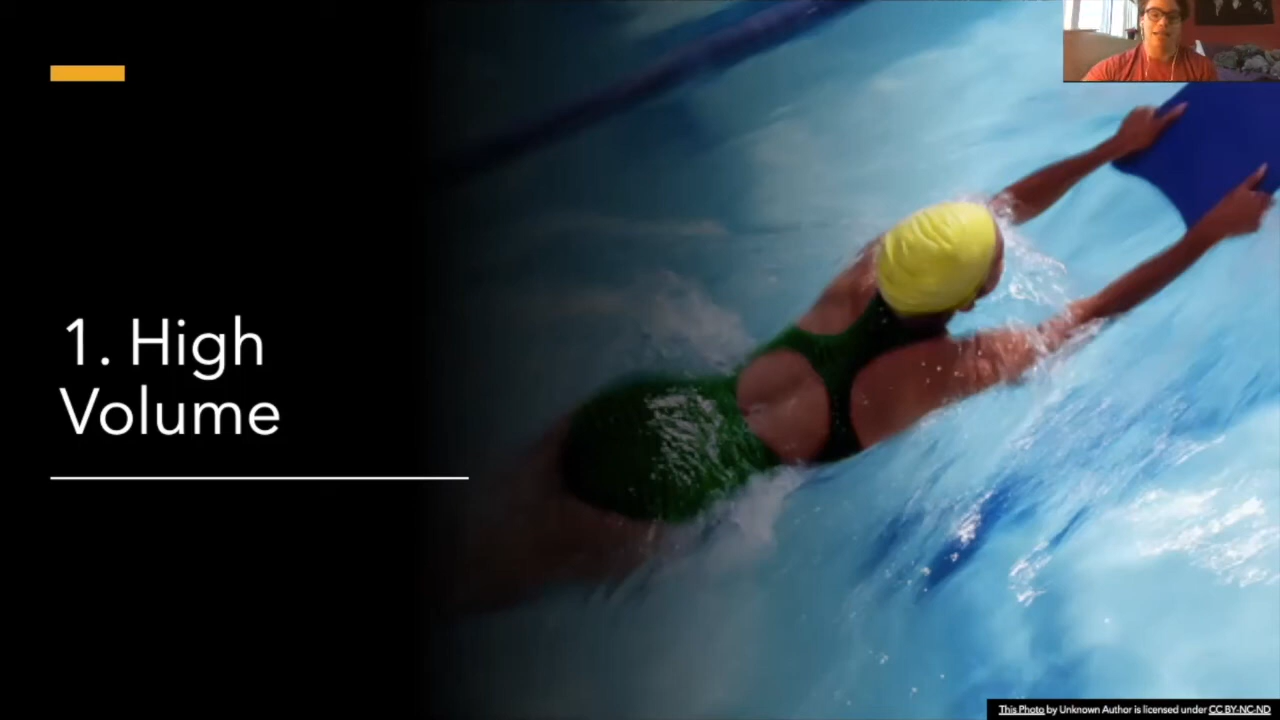 1. High
Volume
This Photo by Unknown Author is licensed under CC BY-NC-ND